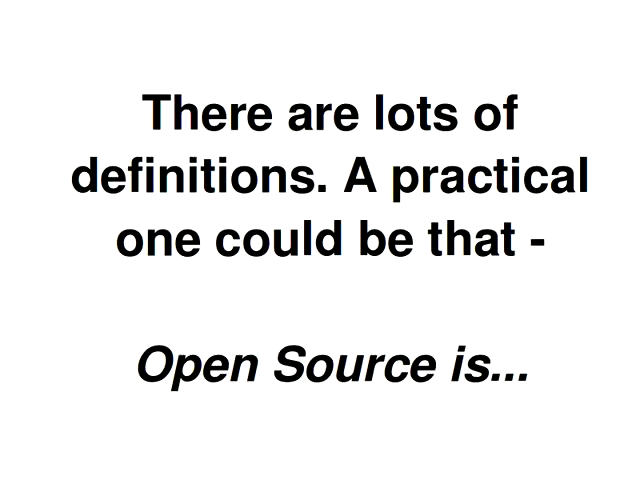 There are lots of
definitions. A practical
one could be that -
Open Source is...